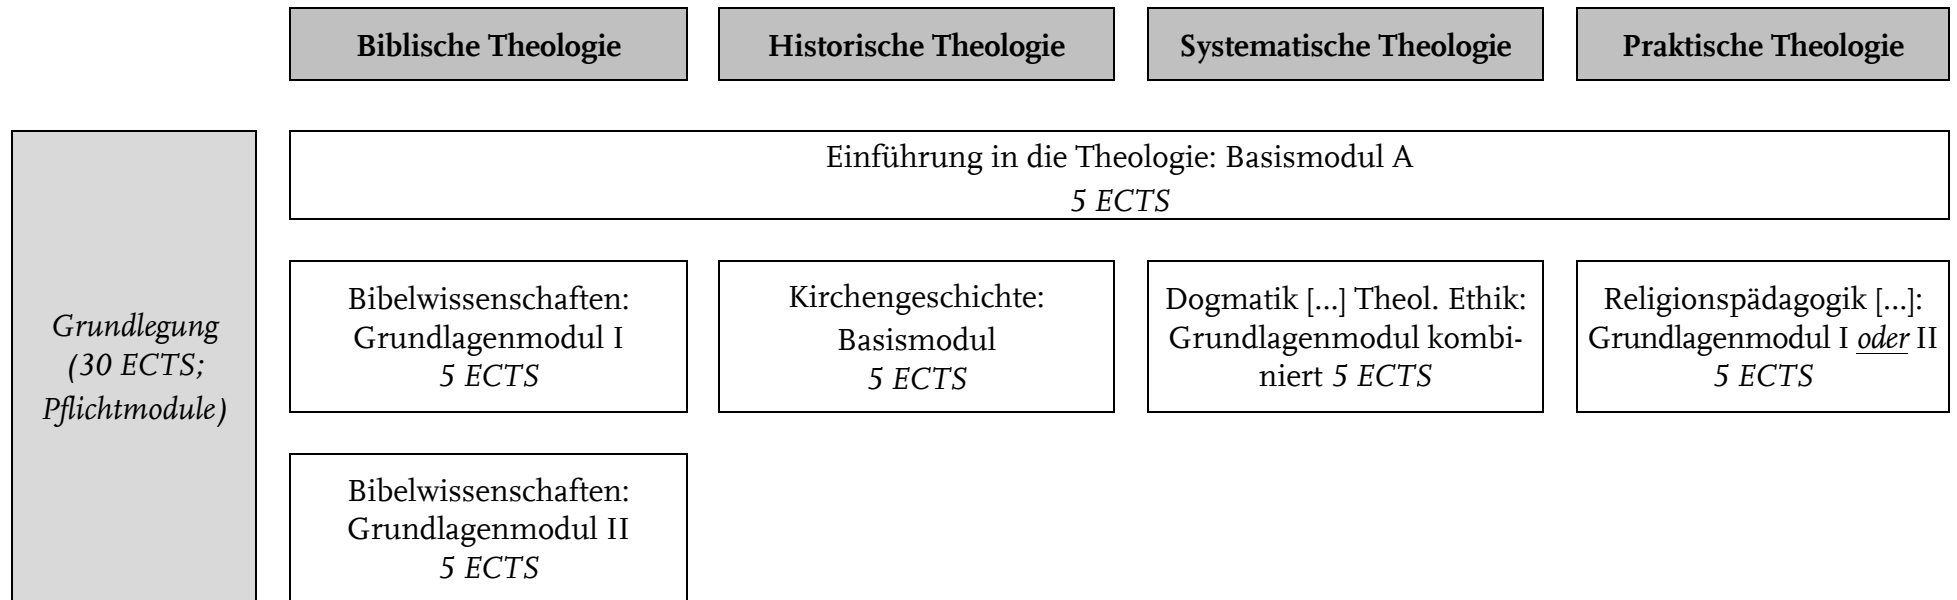 Biblische Theologie
Historische Theologie
Systematische Theologie
Praktische Theologie
Grundlegung
(30 ECTS;
Pflichtmodule)
Einführung in die Theologie: Basismodul A
5 ECTS
Bibelwissenschaften:
Grundlagenmodul I
5 ECTS
Kirchengeschichte:
Basismodul
5 ECTS
Dogmatik [...] Theol. Ethik:
Grundlagenmodul kombi-
niert 5 ECTS
Religionspädagogik [...]:
Grundlagenmodul I oder II
5 ECTS
Bibelwissenschaften:
Grundlagenmodul II
5 ECTS